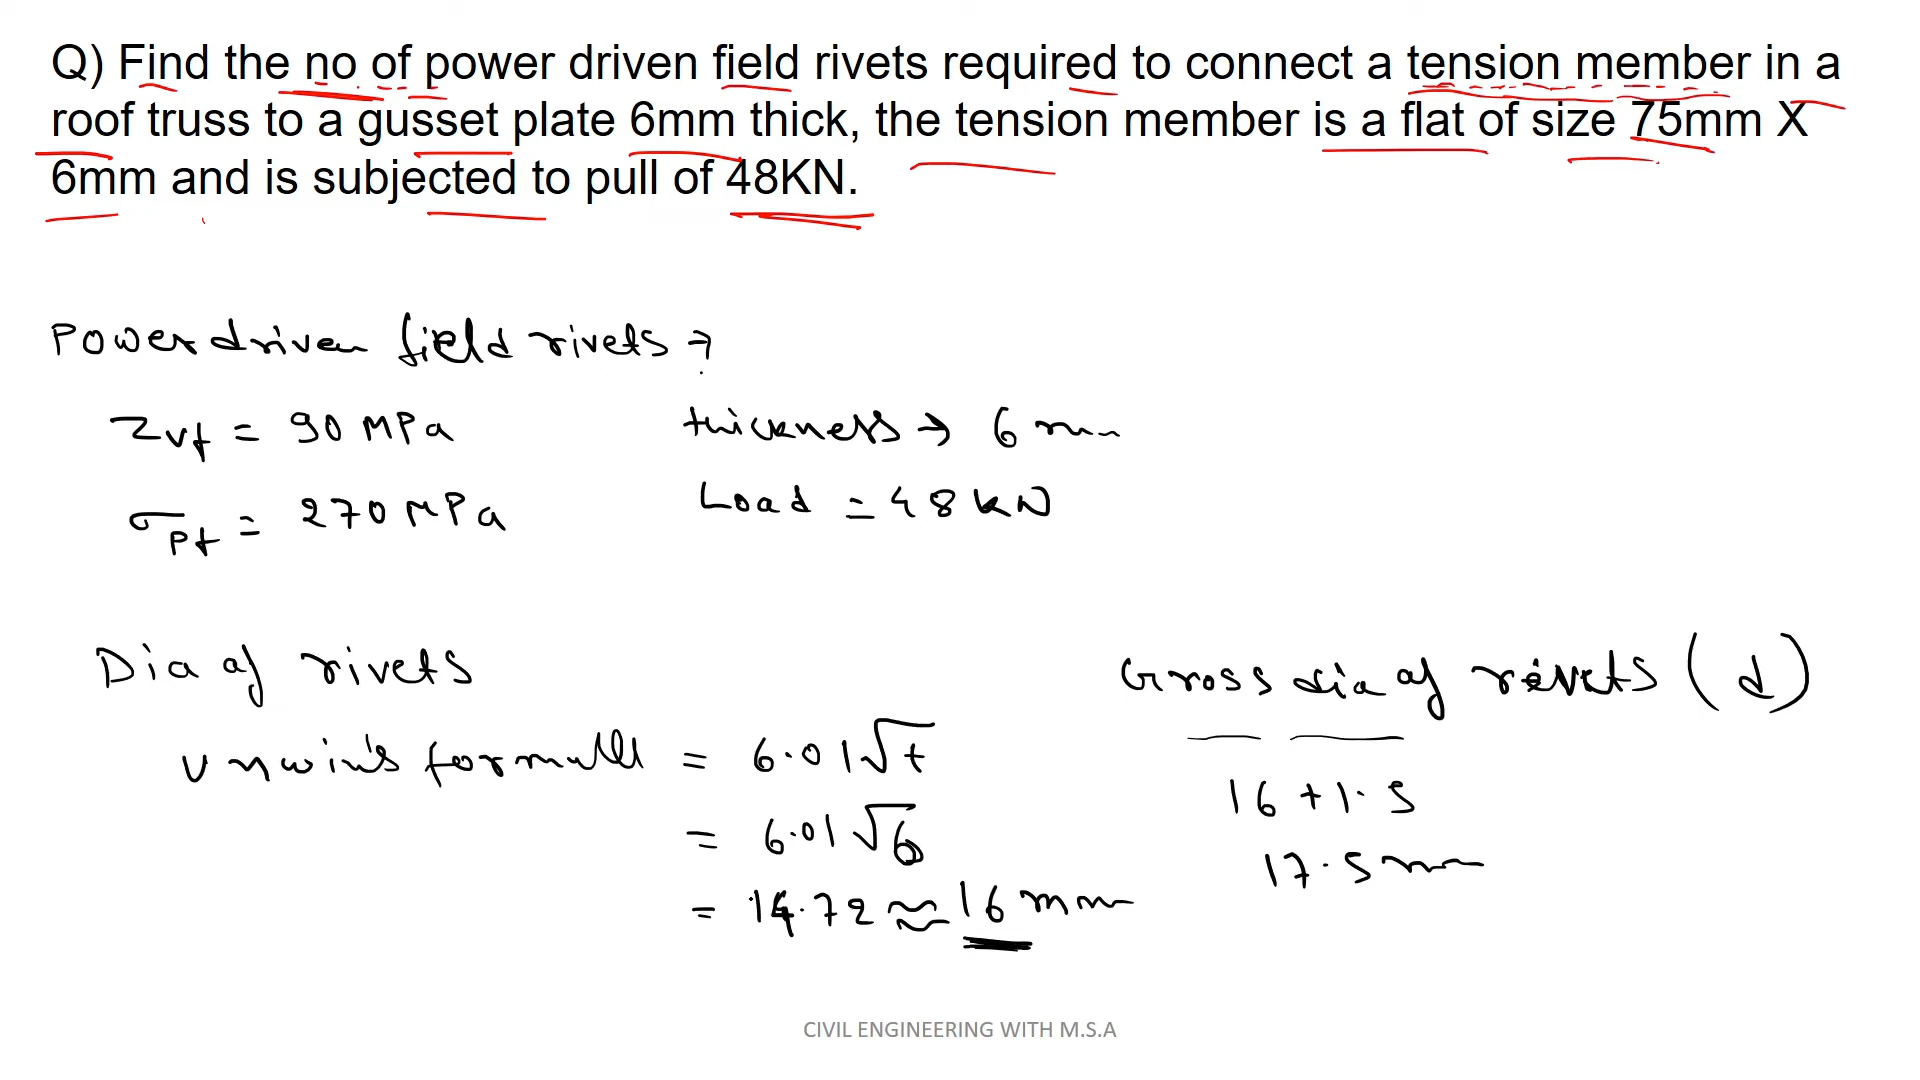 Q) Find the no of power driven field rivets required to connect a tension member in a
roof truss to a gusset plate 6mm thick, the tension member is a flat of size 75mm X
6mm and is subjected to pull of 48KN.
Power driven field rivets →
τvf = 90 MPa
thickness → 6 mm
σpf = 270 MPa
Load = 48 kN
Dia of rivets
Gross dia of rivets (d)
Unwin's formula = 6.01√t
16 + 1.5
= 6.01√6
17.5 mm
= 14.72 ≈ 16 mm
CIVIL ENGINEERING WITH M.S.A